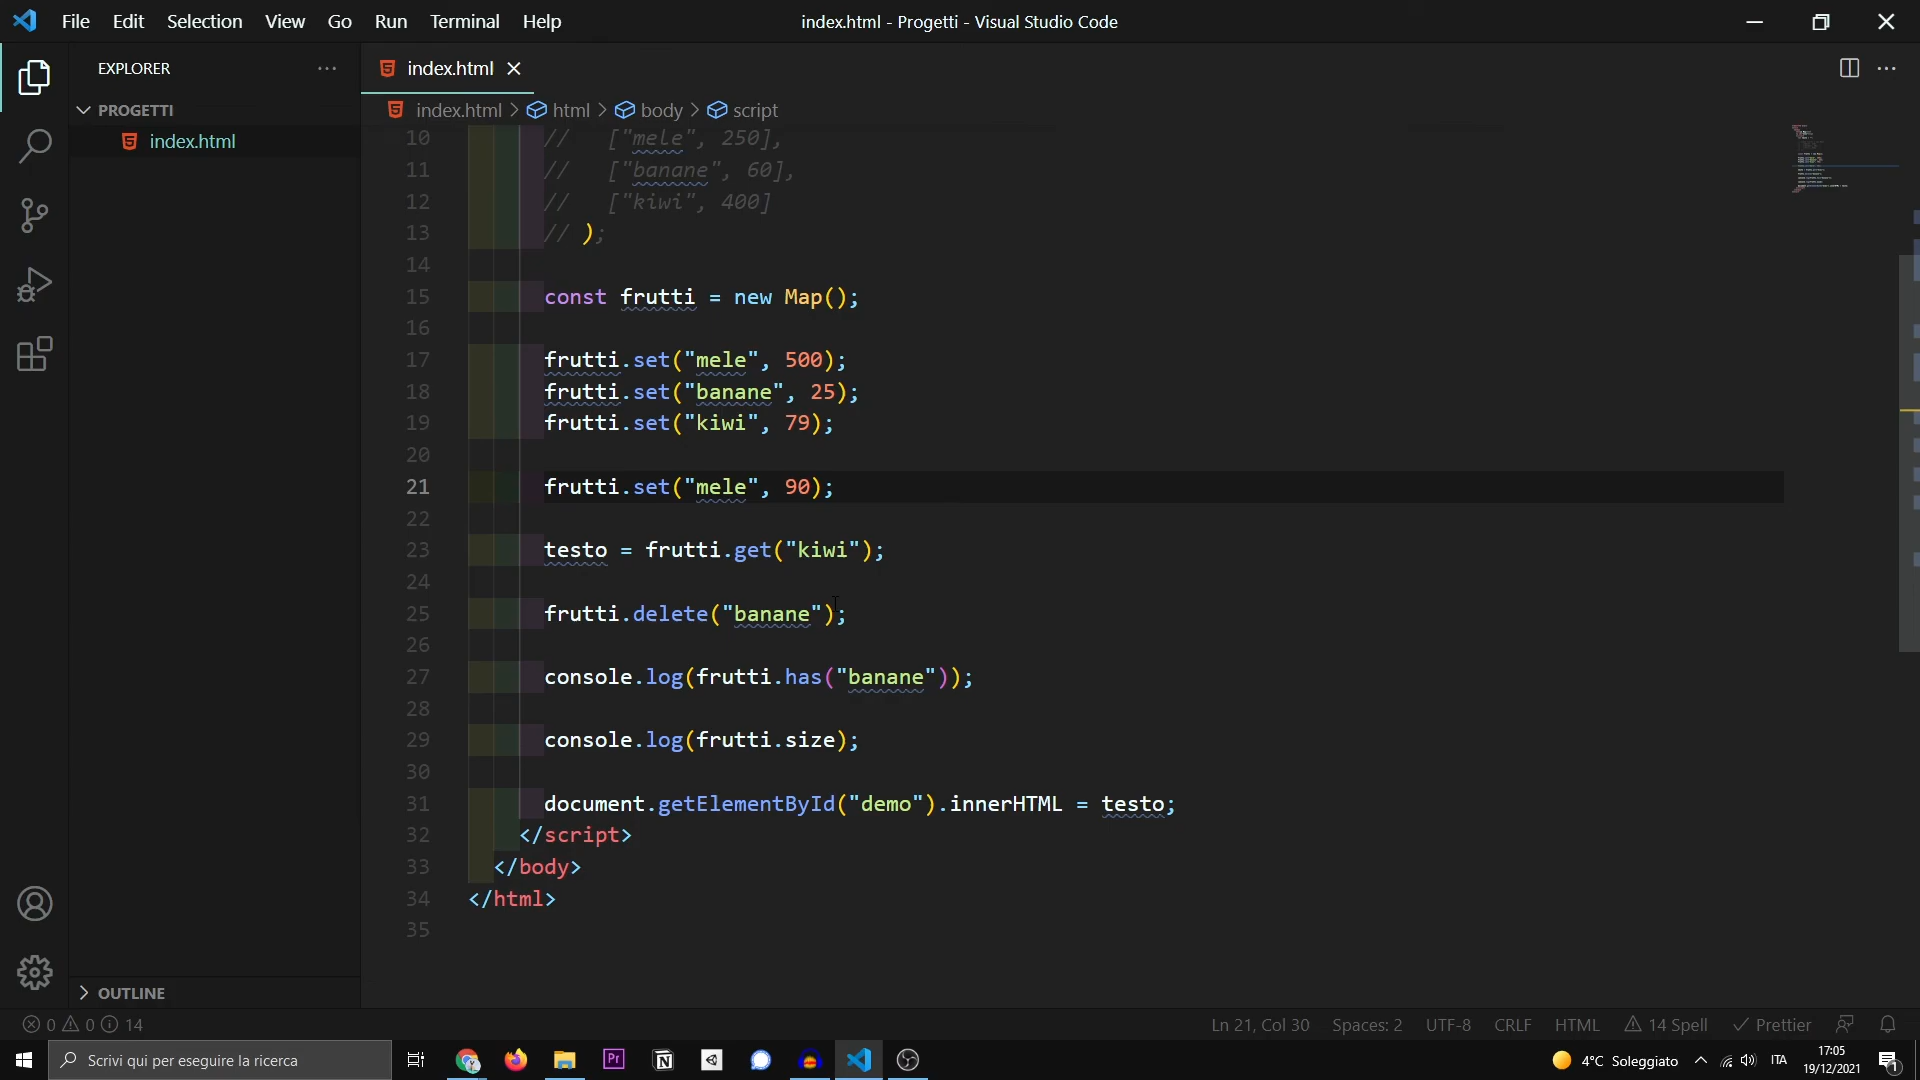 File Edit Selection View Go Run Terminal Help
index.html - Progetti - Visual Studio Code
EXPLORER
PROGETTI
index.html
OUTLINE
index.html
index.html > html > body > script
10 // ["mele", 250],
11 // ["banane", 60],
12 // ["kiwi", 400]
13 // );
14
15 const frutti = new Map();
16
17 frutti.set("mele", 500);
18 frutti.set("banane", 25);
19 frutti.set("kiwi", 79);
20
21 frutti.set("mele", 90);
22
23 testo = frutti.get("kiwi");
24
25 frutti.delete("banane");
26
27 console.log(frutti.has("banane"));
28
29 console.log(frutti.size);
30
31 document.getElementById("demo").innerHTML = testo;
32 </script>
33 </body>
34 </html>
35
0 0 14
Ln 21, Col 30 Spaces: 2 UTF-8 CRLF HTML 14 Spell Prettier
Scrivi qui per eseguire la ricerca
Pr
4°C Soleggiato
ITA
17:05
19/12/2021
1